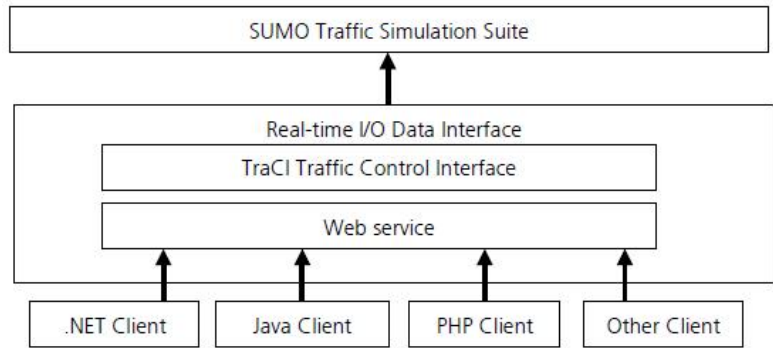 SUMO Traffic Simulation Suite
Real-time I/O Data Interface
TraCI Traffic Control Interface
Web service
.NET Client
Java Client
PHP Client
Other Client